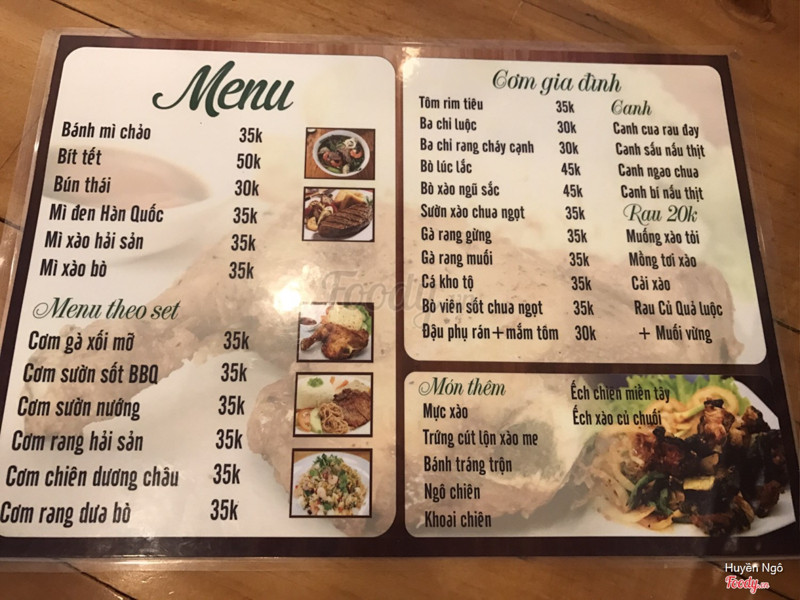 Menu
Bánh mì chảo 35k
Bít tết 50k
Bún thái 30k
Mì đen Hàn Quốc 35k
Mì xào hải sản 35k
Mì xào bò 35k
Menu theo set
Cơm gà xối mỡ 35k
Cơm sườn sốt BBQ 35k
Cơm sườn nướng 35k
Cơm rang hải sản 35k
Cơm chiên dương châu 35k
Cơm rang dưa bò 35k
Cơm gia đình
Tôm rim tiêu 35k
Ba chỉ luộc 30k
Ba chỉ rang cháy cạnh 30k
Bò lúc lắc 45k
Bò xào ngũ sắc 45k
Sườn xào chua ngọt 35k
Gà rang gừng 35k
Gà rang muối 35k
Cá kho tộ 35k
Bò viên sốt chua ngọt 35k
Đậu phụ rán+mắm tôm 30k
Canh
Canh cua rau đay
Canh sấu nấu thịt
Canh ngao chua
Canh bí nấu thịt
Rau 20k
Muống xào tỏi
Mồng tơi xào
Cải xào
Rau Củ Quả luộc
+ Muối vừng
Món thêm
Mực xào
Trứng cút lộn xào me
Bánh tráng trộn
Ngô chiên
Khoai chiên
Ếch chiên miền tây
Ếch xào củ chuối
Foody.vn
Huyền Ngô
Foody.vn